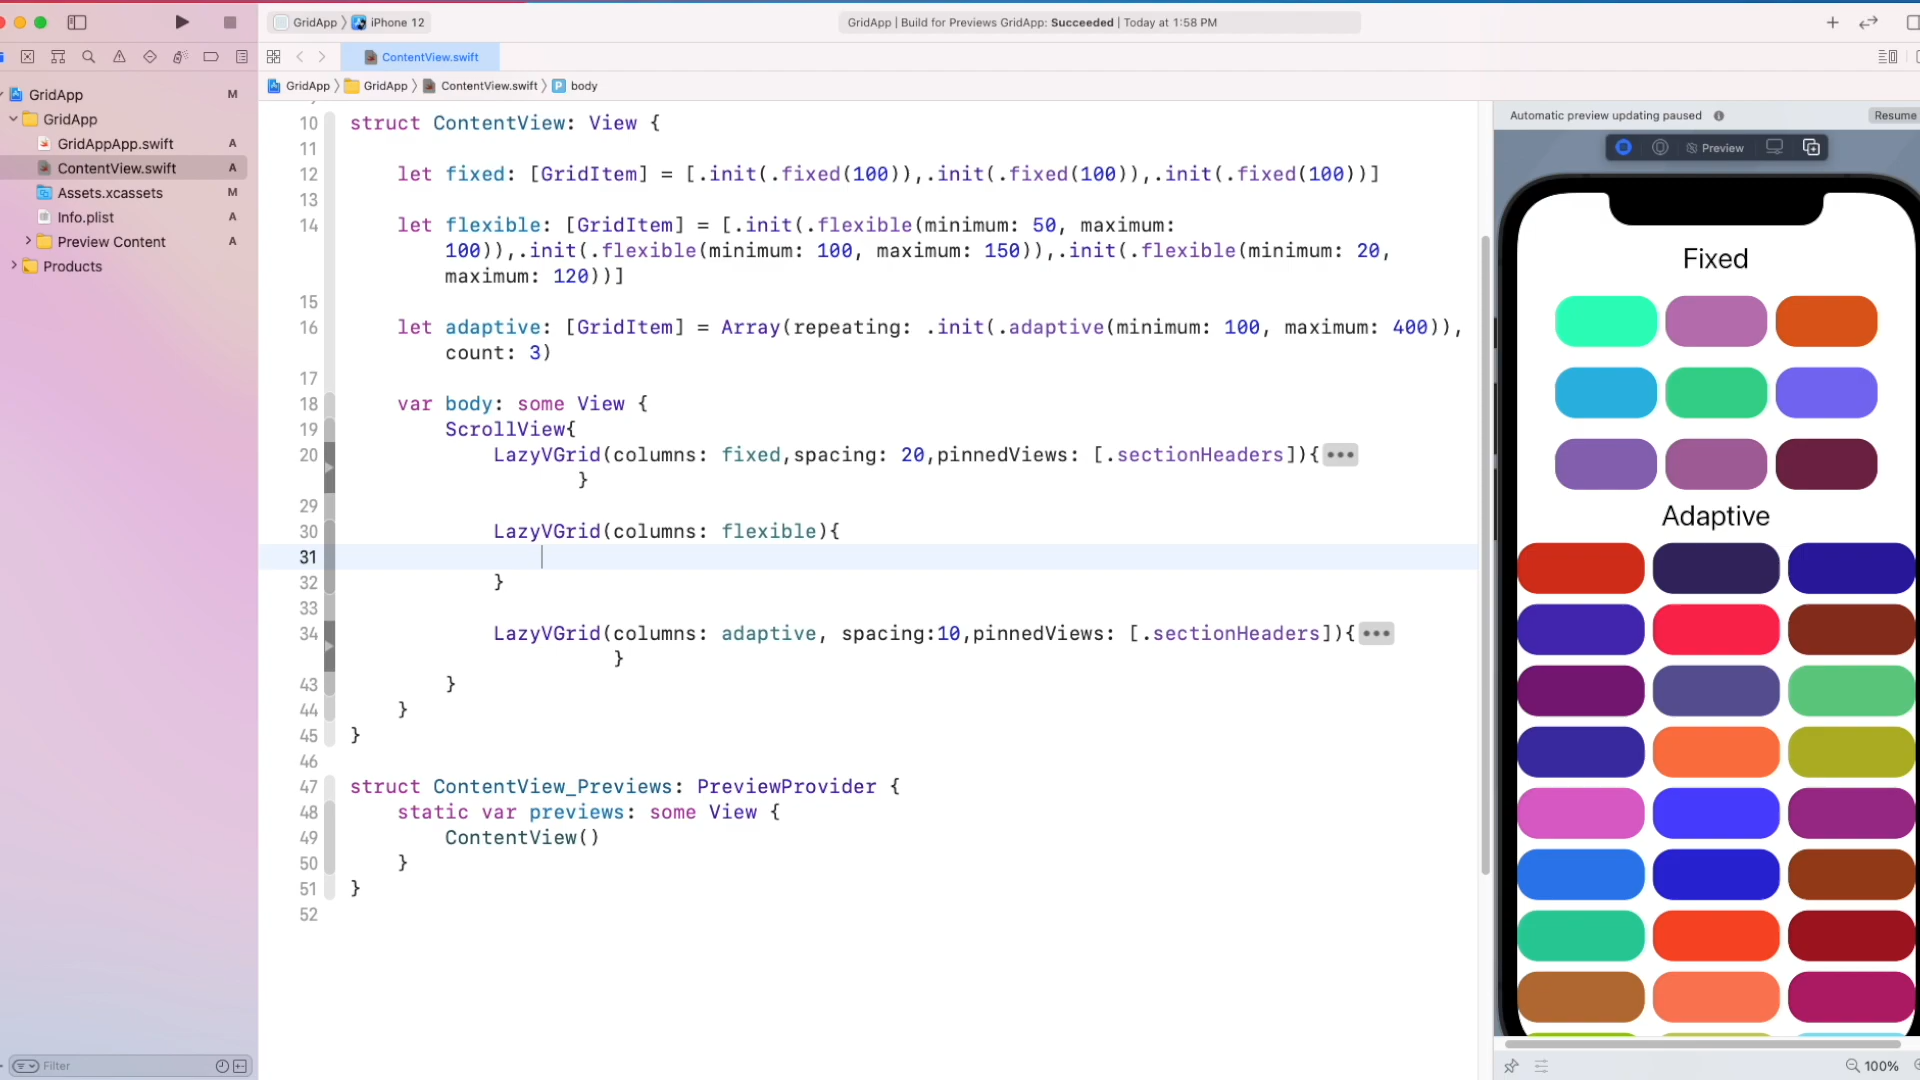 GridApp 〉 iPhone 12
GridApp | Build for Previews GridApp: Succeeded | Today at 1:58 PM
ContentView.swift
GridApp 〉 GridApp 〉 ContentView.swift 〉 P body
GridApp M
GridApp
GridAppApp.swift A
ContentView.swift A
Assets.xcassets M
Info.plist A
Preview Content A
Products
Filter
10 struct ContentView: View {
11
12 let fixed: [GridItem] = [.init(.fixed(100)),.init(.fixed(100)),.init(.fixed(100))]
13
14 let flexible: [GridItem] = [.init(.flexible(minimum: 50, maximum:
100)),.init(.flexible(minimum: 100, maximum: 150)),.init(.flexible(minimum: 20,
maximum: 120))]
15
16 let adaptive: [GridItem] = Array(repeating: .init(.adaptive(minimum: 100, maximum: 400)),
count: 3)
17
18 var body: some View {
19 ScrollView{
20 LazyVGrid(columns: fixed,spacing: 20,pinnedViews: [.sectionHeaders]){•••
}
29
30 LazyVGrid(columns: flexible){
31
32 }
33
34 LazyVGrid(columns: adaptive, spacing:10,pinnedViews: [.sectionHeaders]){•••
}
43 }
44 }
45 }
46
47 struct ContentView_Previews: PreviewProvider {
48 static var previews: some View {
49 ContentView()
50 }
51 }
52
Automatic preview updating paused
Resume
Preview
Fixed
Adaptive
100%